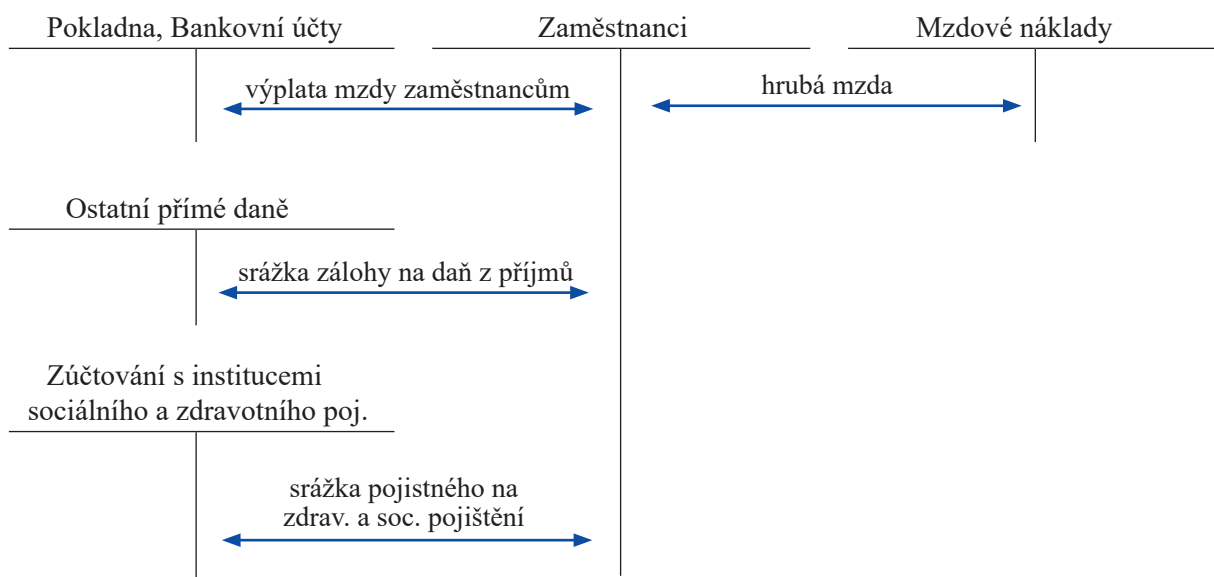 Pokladna, Bankovní účty
Zaměstnanci
Mzdové náklady
výplata mzdy zaměstnancům
hrubá mzda
Ostatní přímé daně
srážka zálohy na daň z příjmů
Zúčtování s institucemi
sociálního a zdravotního poj.
srážka pojistného na
zdrav. a soc. pojištění